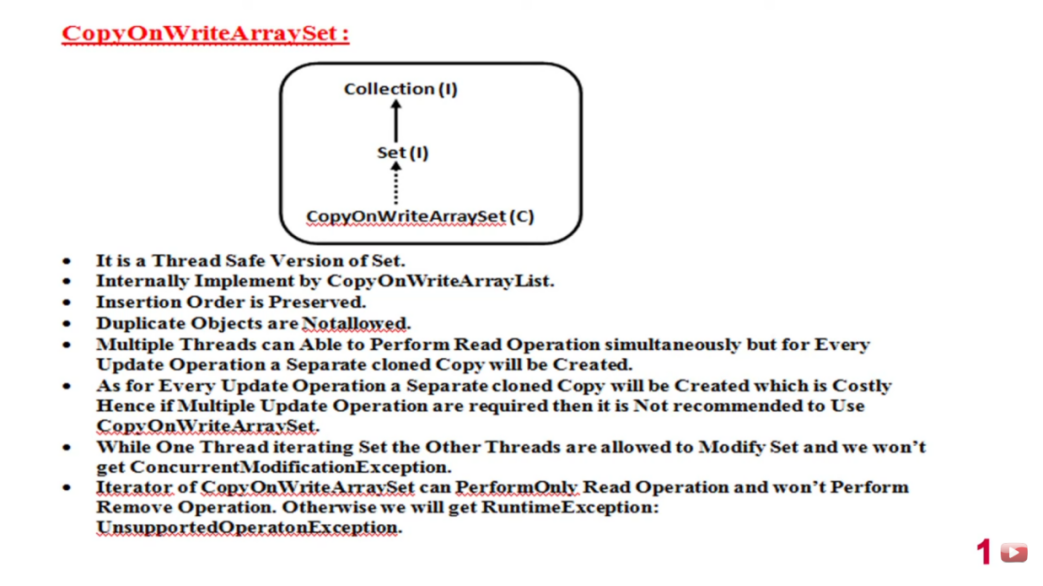 CopyOnWriteArraySet :
Collection (I)
Set (I)
CopyOnWriteArraySet (C)
• It is a Thread Safe Version of Set.
• Internally Implement by CopyOnWriteArrayList.
• Insertion Order is Preserved.
• Duplicate Objects are Notallowed.
• Multiple Threads can Able to Perform Read Operation simultaneously but for Every
Update Operation a Separate cloned Copy will be Created.
• As for Every Update Operation a Separate cloned Copy will be Created which is Costly
Hence if Multiple Update Operation are required then it is Not recommended to Use
CopyOnWriteArraySet.
• While One Thread iterating Set the Other Threads are allowed to Modify Set and we won't
get ConcurrentModificationException.
• Iterator of CopyOnWriteArraySet can PerformOnly Read Operation and won't Perform
Remove Operation. Otherwise we will get RuntimeException:
UnsupportedOperatonException.
1